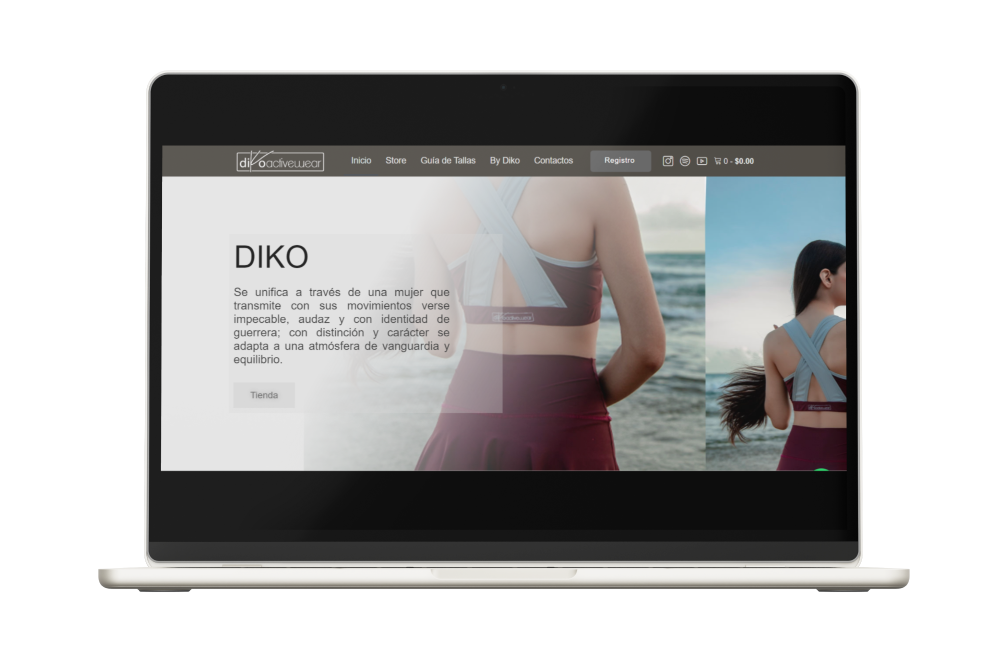 diko activewear
Inicio Store Guía de Tallas By Diko Contactos Registro 0 - $0.00
DIKO
Se unifica a través de una mujer que
transmite con sus movimientos verse
impecable, audaz y con identidad de
guerrera; con distinción y carácter se
adapta a una atmósfera de vanguardia y
equilibrio.
Tienda